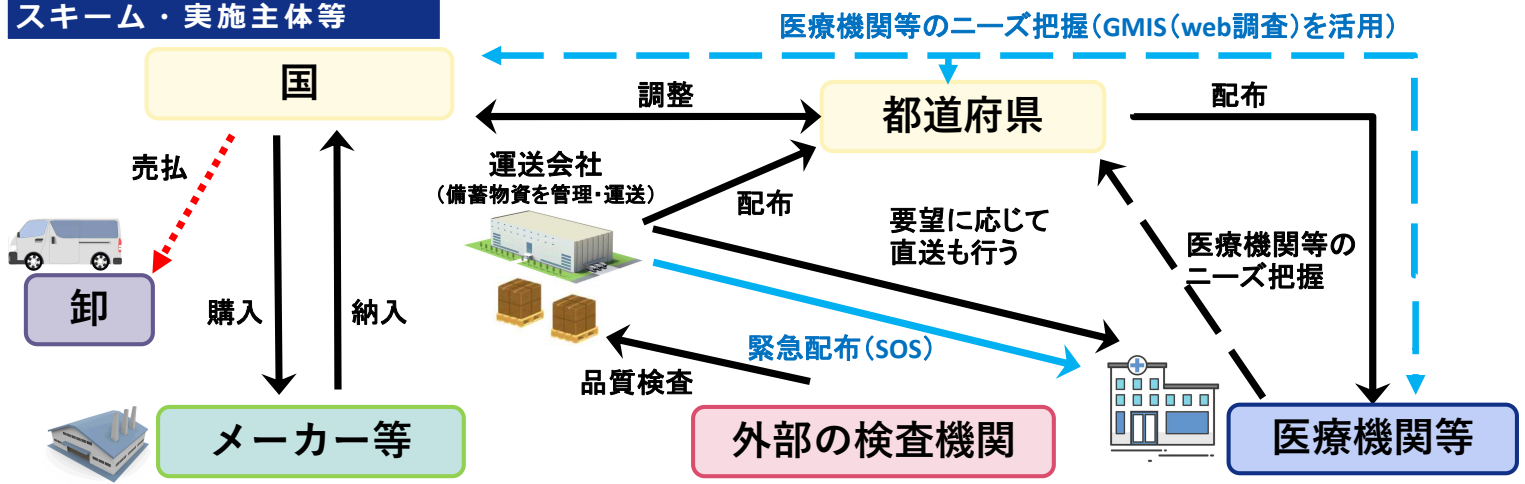 スキーム・実施主体等
医療機関等のニーズ把握(GMIS(web調査)を活用)
国
調整
都道府県
配布
売払
運送会社
(備蓄物資を管理・運送)
配布
要望に応じて
直送も行う
医療機関等の
ニーズ把握
卸
購入
納入
緊急配布(SOS)
品質検査
メーカー等
外部の検査機関
医療機関等